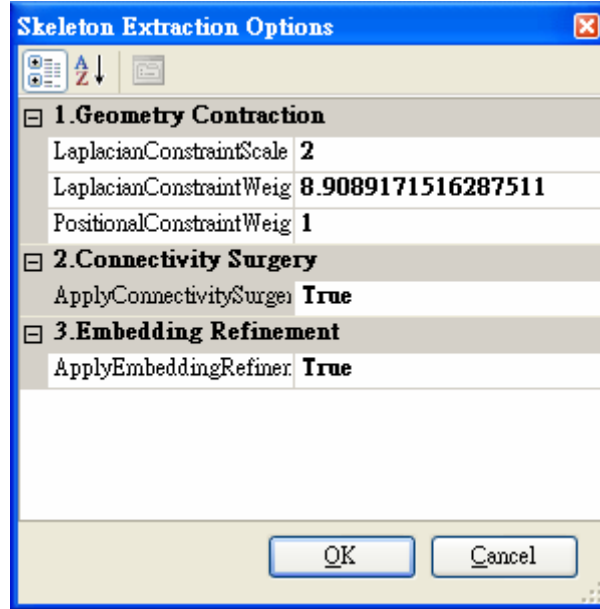 Skeleton Extraction Options
1.Geometry Contraction
LaplacianConstraintScale 2
LaplacianConstraintWeig 8.9089171516287511
PositionalConstraintWeig 1
2.Connectivity Surgery
ApplyConnectivitySurger True
3.Embedding Refinement
ApplyEmbeddingRefiner True
OK Cancel